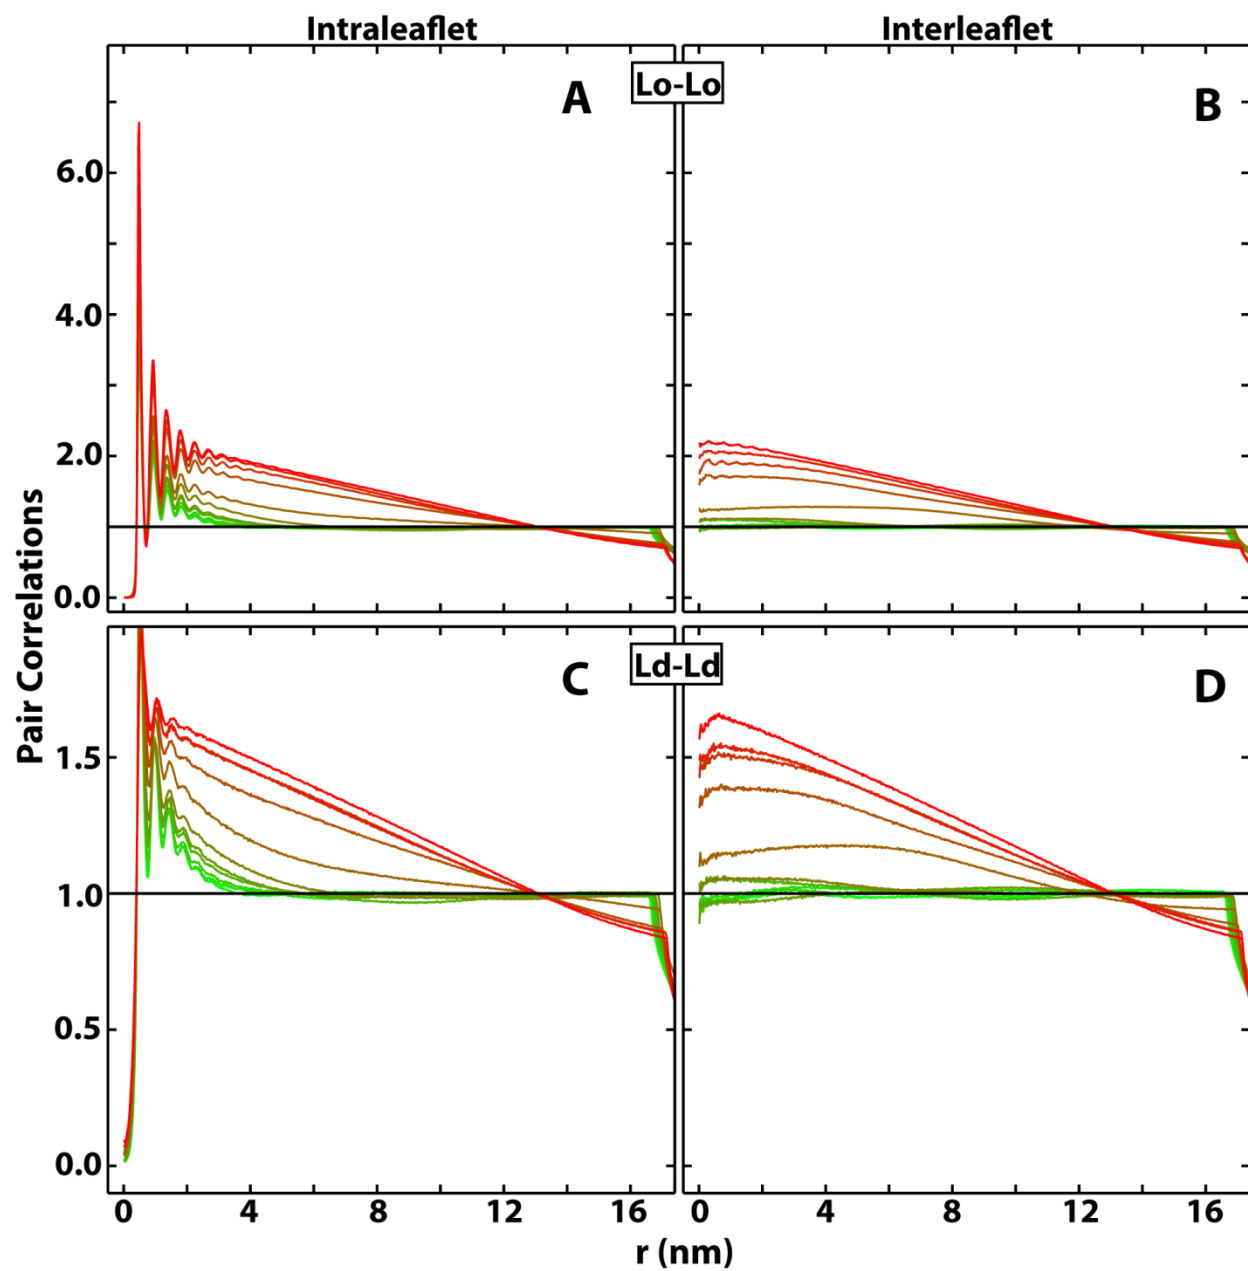 Intraleaflet Interleaflet
Lo-Lo
A B
6.0
4.0
2.0
0.0
Pair Correlations
Ld-Ld
C D
1.5
1.0
0.5
0.0
0 4 8 12 16 0 4 8 12 16
r (nm)